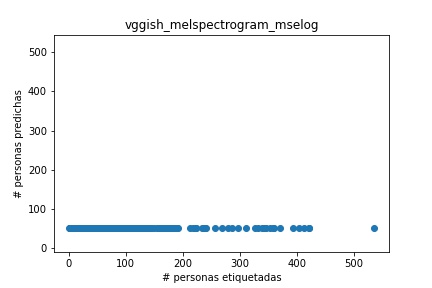 vggish_melspectrogram_mselog
500
400
300
200
100
0
# personas predichas
0 100 200 300 400 500
# personas etiquetadas